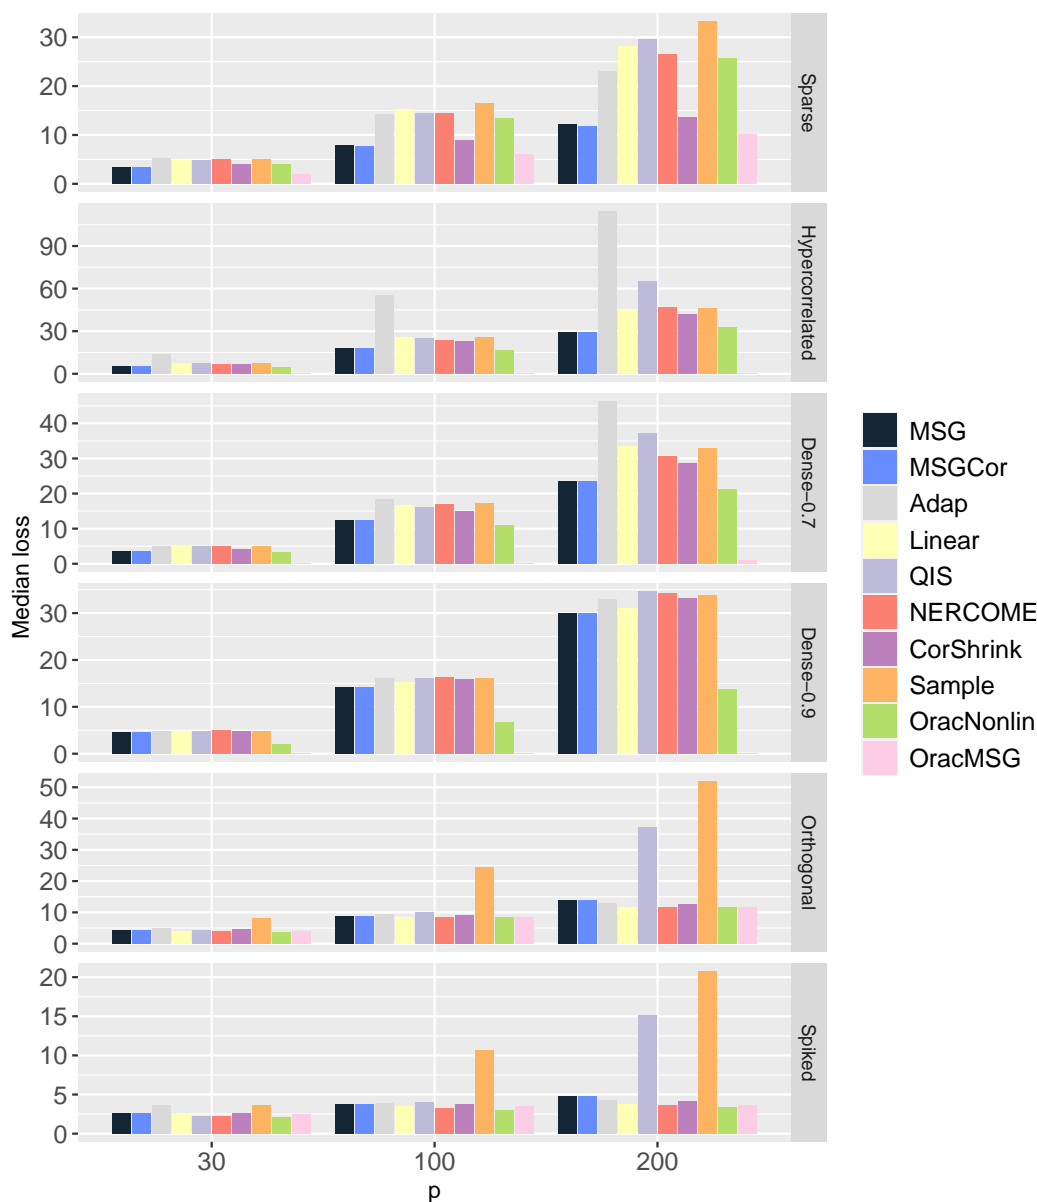 Median loss
30
20
10
0
Sparse
90
60
30
0
Hypercorrelated
40
30
20
10
0
Dense−0.7
30
20
10
0
Dense−0.9
50
40
30
20
10
0
Orthogonal
20
15
10
5
0
Spiked
30 100 200
p
MSG
MSGCor
Adap
Linear
QIS
NERCOME
CorShrink
Sample
OracNonlin
OracMSG